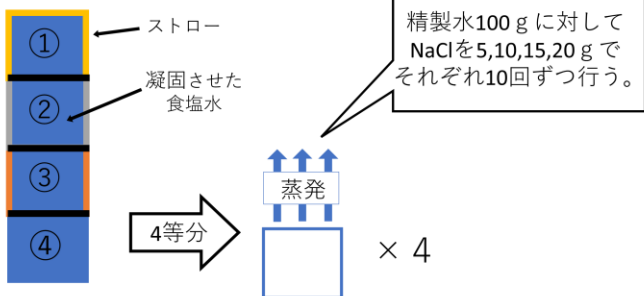 ①
②
③
④
ストロー
凝固させた
食塩水
4等分
蒸発
× 4
精製水100ｇに対して
NaClを5,10,15,20ｇで
それぞれ10回ずつ行う。